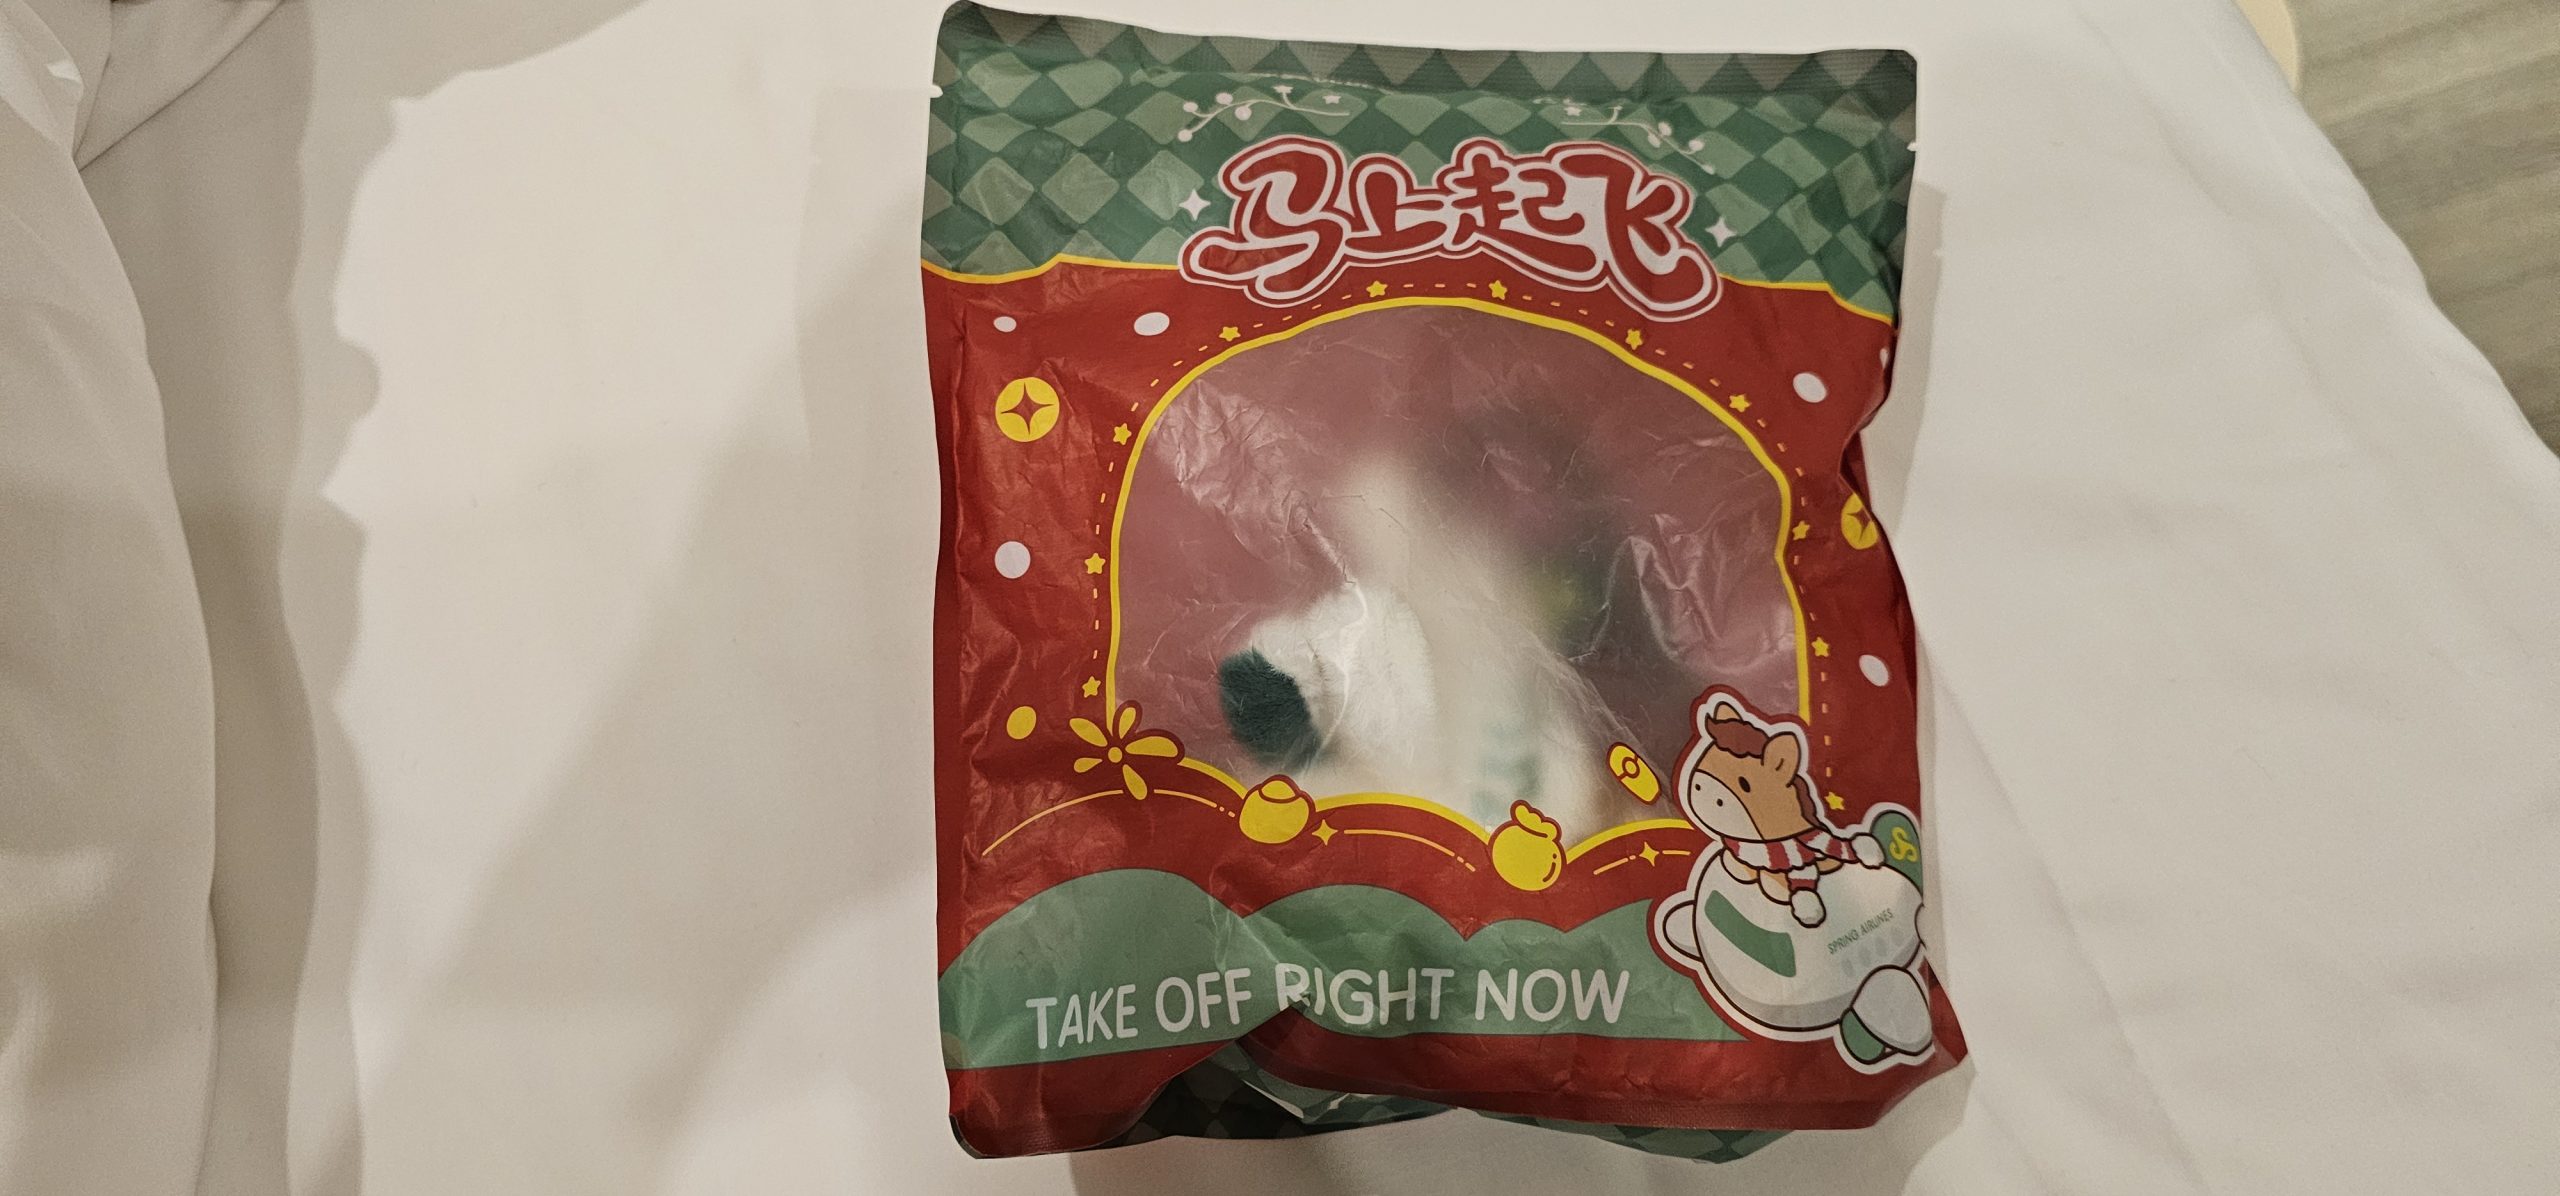 马上起飞
SPRING AIRLINES
TAKE OFF RIGHT NOW